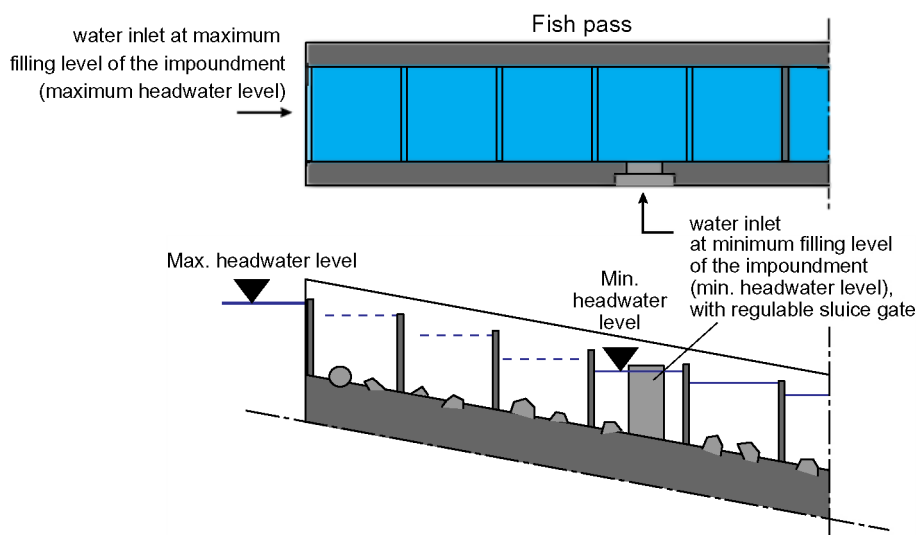 Fish pass
water inlet at maximum
filling level of the impoundment
(maximum headwater level)
water inlet
at minimum filling level
of the impoundment
(min. headwater level),
with regulable sluice gate
Max. headwater level
Min.
headwater
level